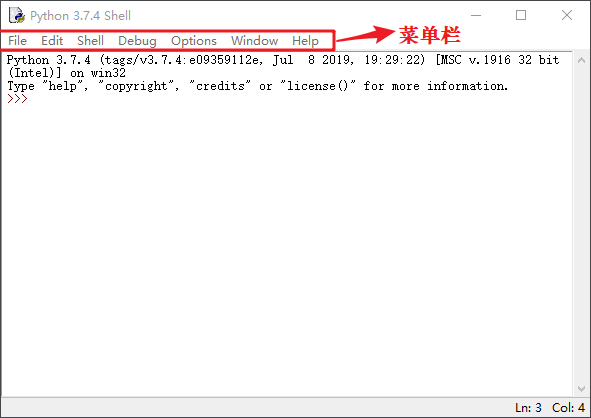 Python 3.7.4 Shell
File Edit Shell Debug Options Window Help
菜单栏
Python 3.7.4 (tags/v3.7.4:e09359112e, Jul  8 2019, 19:29:22) [MSC v.1916 32 bit
(Intel)] on win32
Type "help", "copyright", "credits" or "license()" for more information.
>>>
Ln: 3 Col: 4